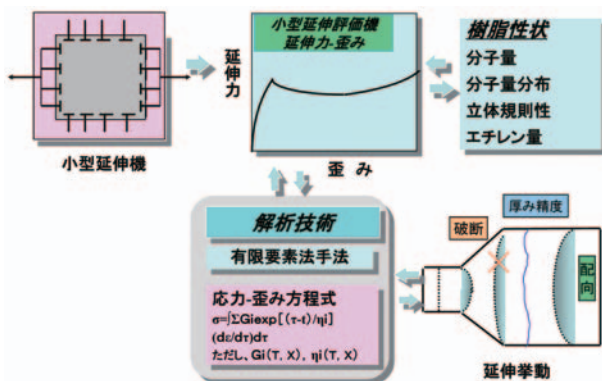 小型延伸機
延伸力
小型延伸評価機
延伸力-歪み
歪 み
樹脂性状
分子量
分子量分布
立体規則性
エチレン量
解析技術
有限要素法手法
応力-歪み方程式
σ=∫ΣGiexp[(τ-t)/ηi]
(dε/dτ)dτ
ただし、Gi(T, X), ηi(T, X)
破断
厚み精度
配向
延伸挙動